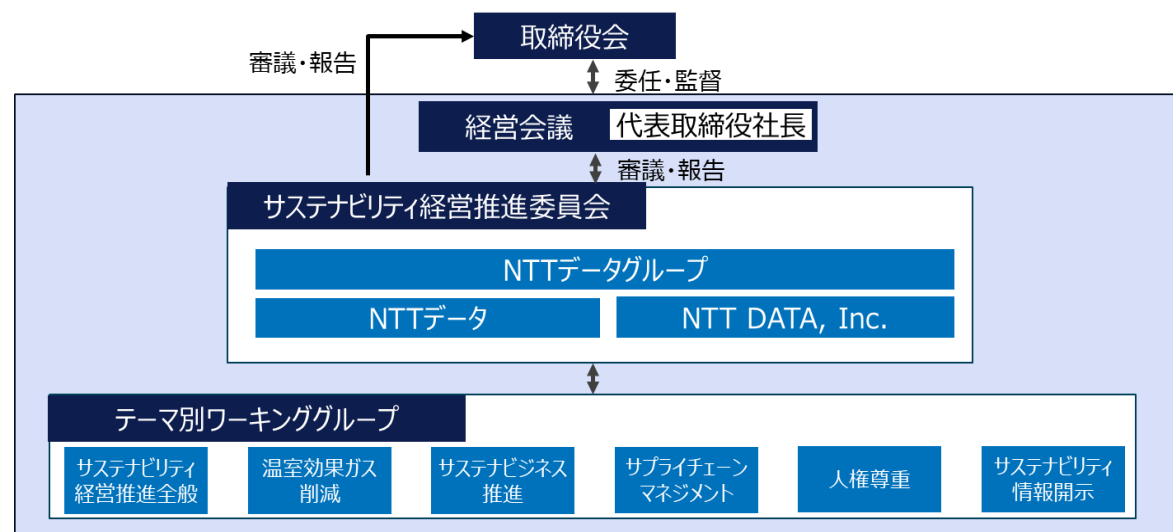 取締役会
審議・報告
委任・監督
経営会議 代表取締役社長
審議・報告
サステナビリティ経営推進委員会
NTTデータグループ
NTTデータ
NTT DATA, Inc.
テーマ別ワーキンググループ
サステナビリティ
経営推進全般
温室効果ガス
削減
サステナビジネス
推進
サプライチェーン
マネジメント
人権尊重
サステナビリティ
情報開示